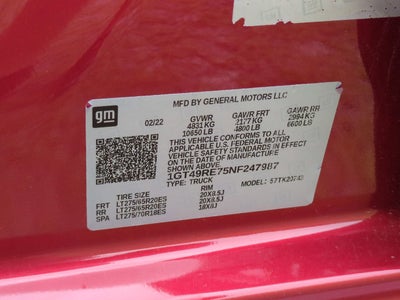 gm
MFD BY GENERAL MOTORS LLC
02/22 GVWR GAWR FRT GAWR RR
4831 KG 2177 KG 2994 KG
10650 LB 4800 LB 6600 LB
THIS VEHICLE CONFORMS TO ALL
APPLICABLE U.S. FEDERAL MOTOR
VEHICLE SAFETY STANDARDS IN EFFECT
ON THE DATE OF MANUFACTURE SHOWN
ABOVE.
1GT49RE75NF247987
TYPE: TRUCK MODEL:
TIRE SIZE RIM
FRT LT275/65R20ES 20X8.5J
RR LT275/65R20ES 20X8.5J
SPA LT275/70R18ES 18X8J